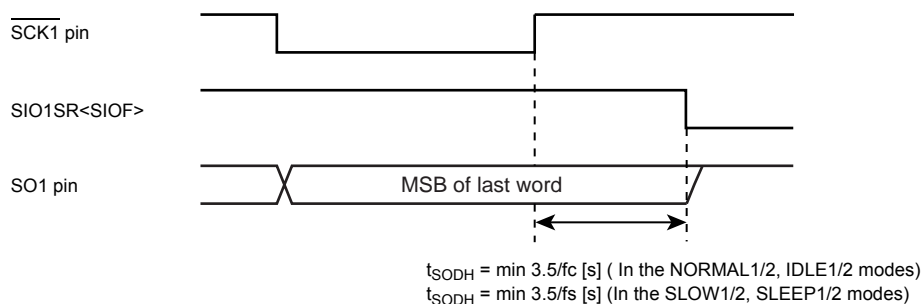 SCK1 pin
SIO1SR<SIOF>
SO1 pin
MSB of last word
tSODH = min 3.5/fc [s] ( In the NORMAL1/2, IDLE1/2 modes)
tSODH = min 3.5/fs [s] (In the SLOW1/2, SLEEP1/2 modes)